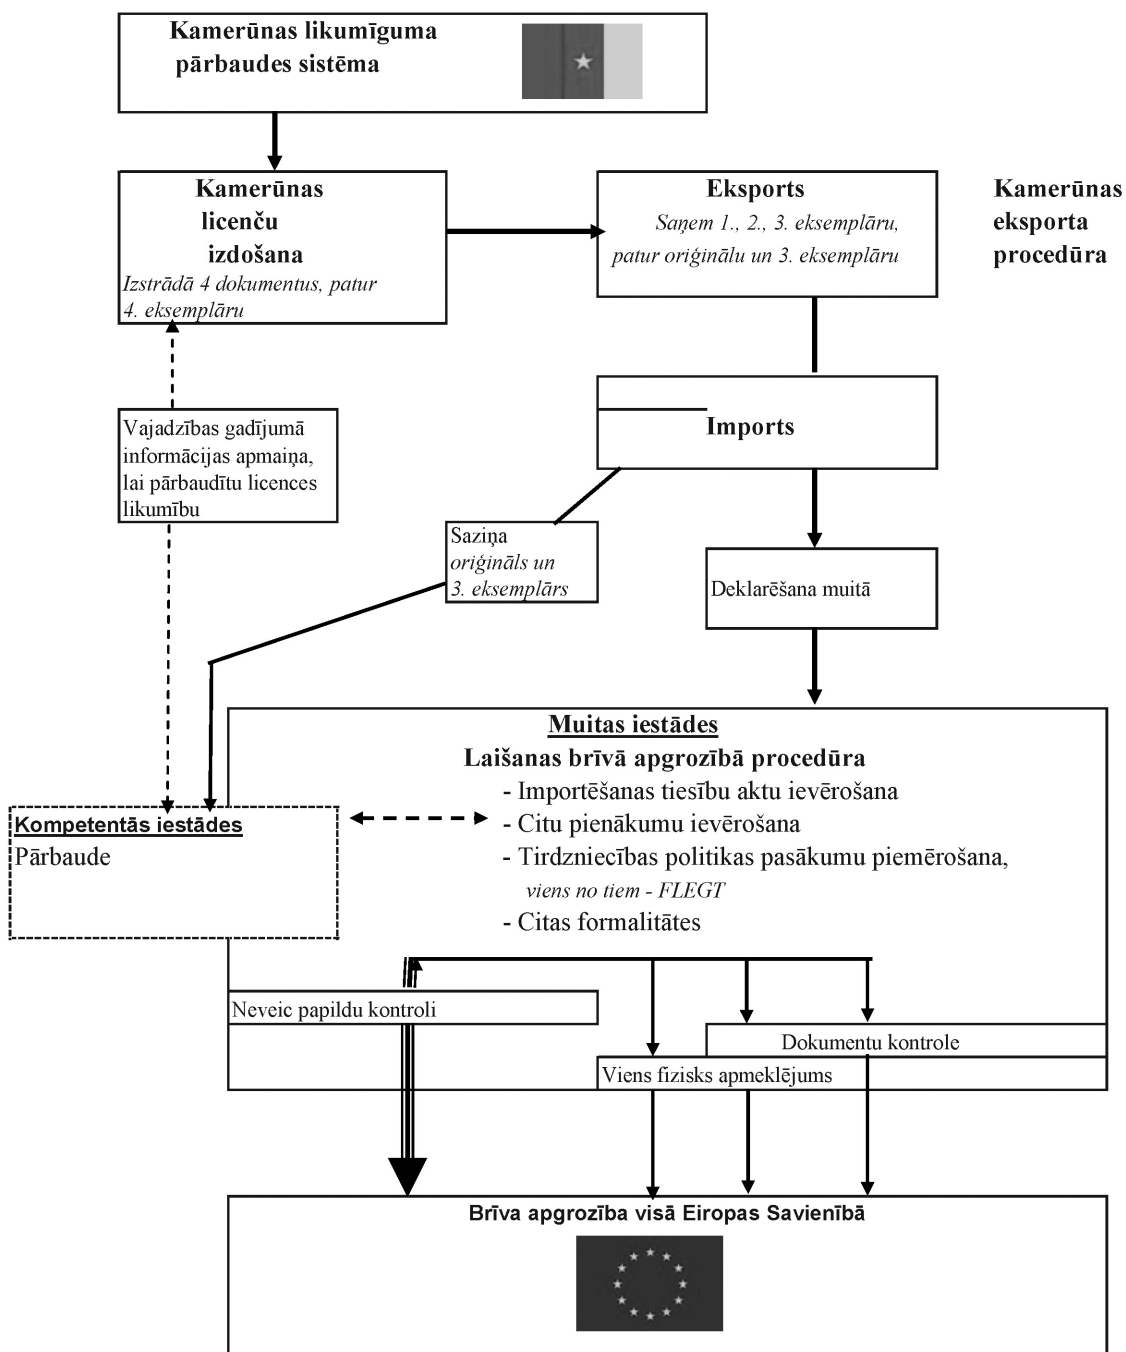 Kamerūnas likumīguma
pārbaudes sistēma
Kamerūnas
licenču
izdošana
Izstrādā 4 dokumentus, patur
4. eksemplāru
Eksports
Saņem 1., 2., 3. eksemplāru,
patur oriģinālu un 3. eksemplāru
Kamerūnas
eksporta
procedūra
Imports
Vajadzības gadījumā
informācijas apmaiņa,
lai pārbaudītu licences
likumību
Saziņa
oriģināls un
3. eksemplārs
Deklarēšana muitā
Muitas iestādes
Laišanas brīvā apgrozībā procedūra
- Importēšanas tiesību aktu ievērošana
- Citu pienākumu ievērošana
- Tirdzniecības politikas pasākumu piemērošana,
viens no tiem - FLEGT
- Citas formalitātes
Kompetentās iestādes
Pārbaude
Neveic papildu kontroli
Dokumentu kontrole
Viens fizisks apmeklējums
Brīva apgrozība visā Eiropas Savienībā